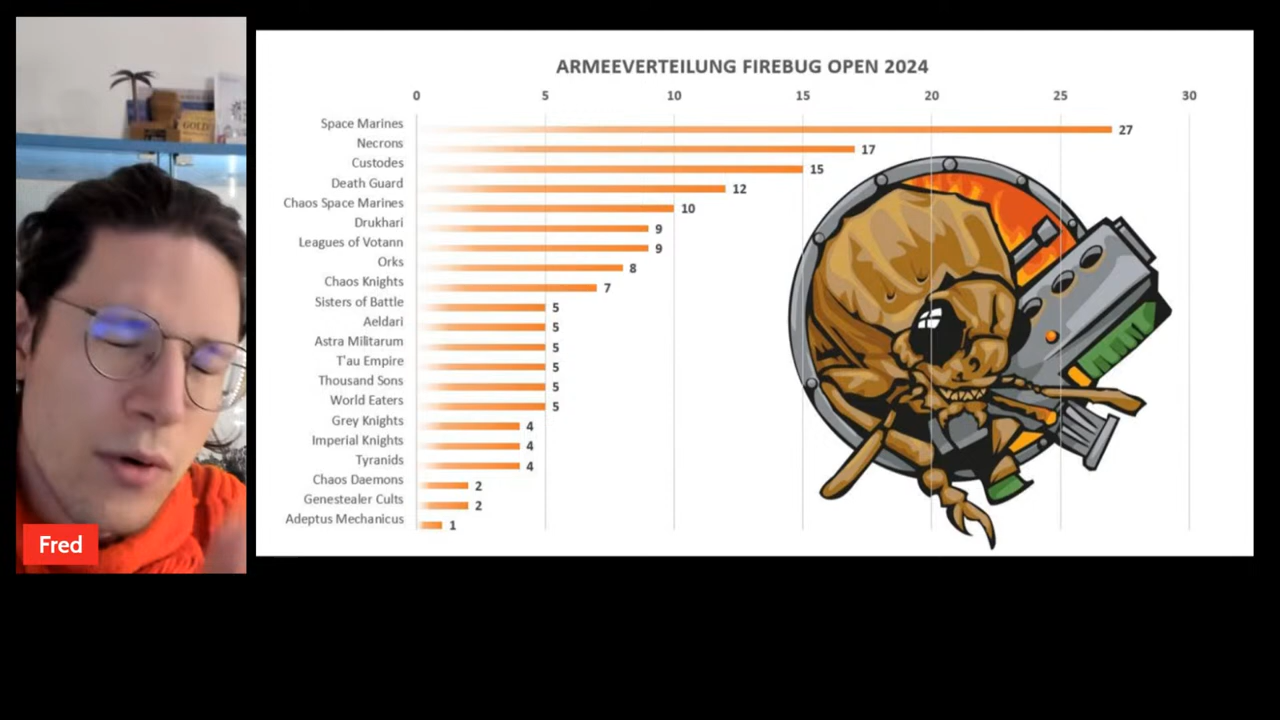 ARMEEVERTEILUNG FIREBUG OPEN 2024
0 5 10 15 20 25 30
Space Marines 27
Necrons 17
Custodes 15
Death Guard 12
Chaos Space Marines 10
Drukhari 9
Leagues of Votann 9
Orks 8
Chaos Knights 7
Sisters of Battle 5
Aeldari 5
Astra Militarum 5
T'au Empire 5
Thousand Sons 5
World Eaters 5
Grey Knights 4
Imperial Knights 4
Tyranids 4
Chaos Daemons 2
Genestealer Cults 2
Adeptus Mechanicus 1
GOLD
Fred